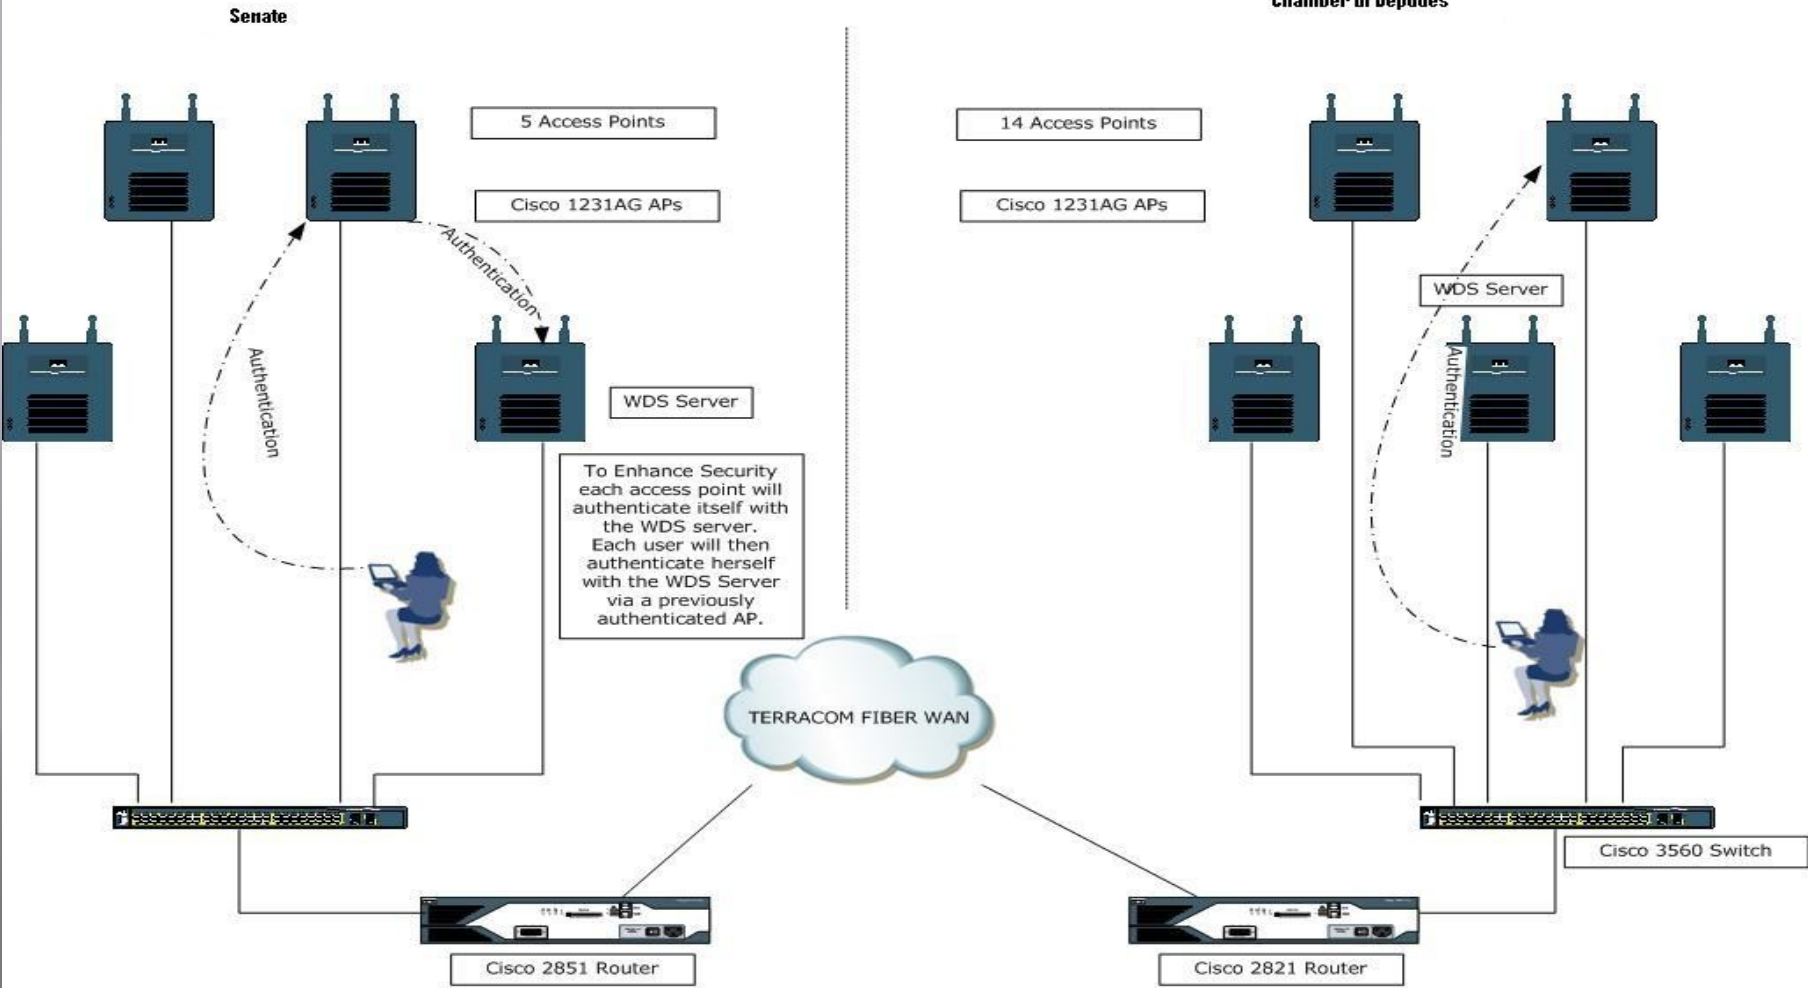 Senate
Chamber of Deputies
5 Access Points
14 Access Points
Cisco 1231AG APs
Cisco 1231AG APs
Authentication
WDS Server
Authentication
WDS Server
Authentication
To Enhance Security
each access point will
authenticate itself with
the WDS server.
Each user will then
authenticate herself
with the WDS Server
via a previously
authenticated AP.
TERRACOM FIBER WAN
Cisco 3560 Switch
Cisco 2851 Router
Cisco 2821 Router